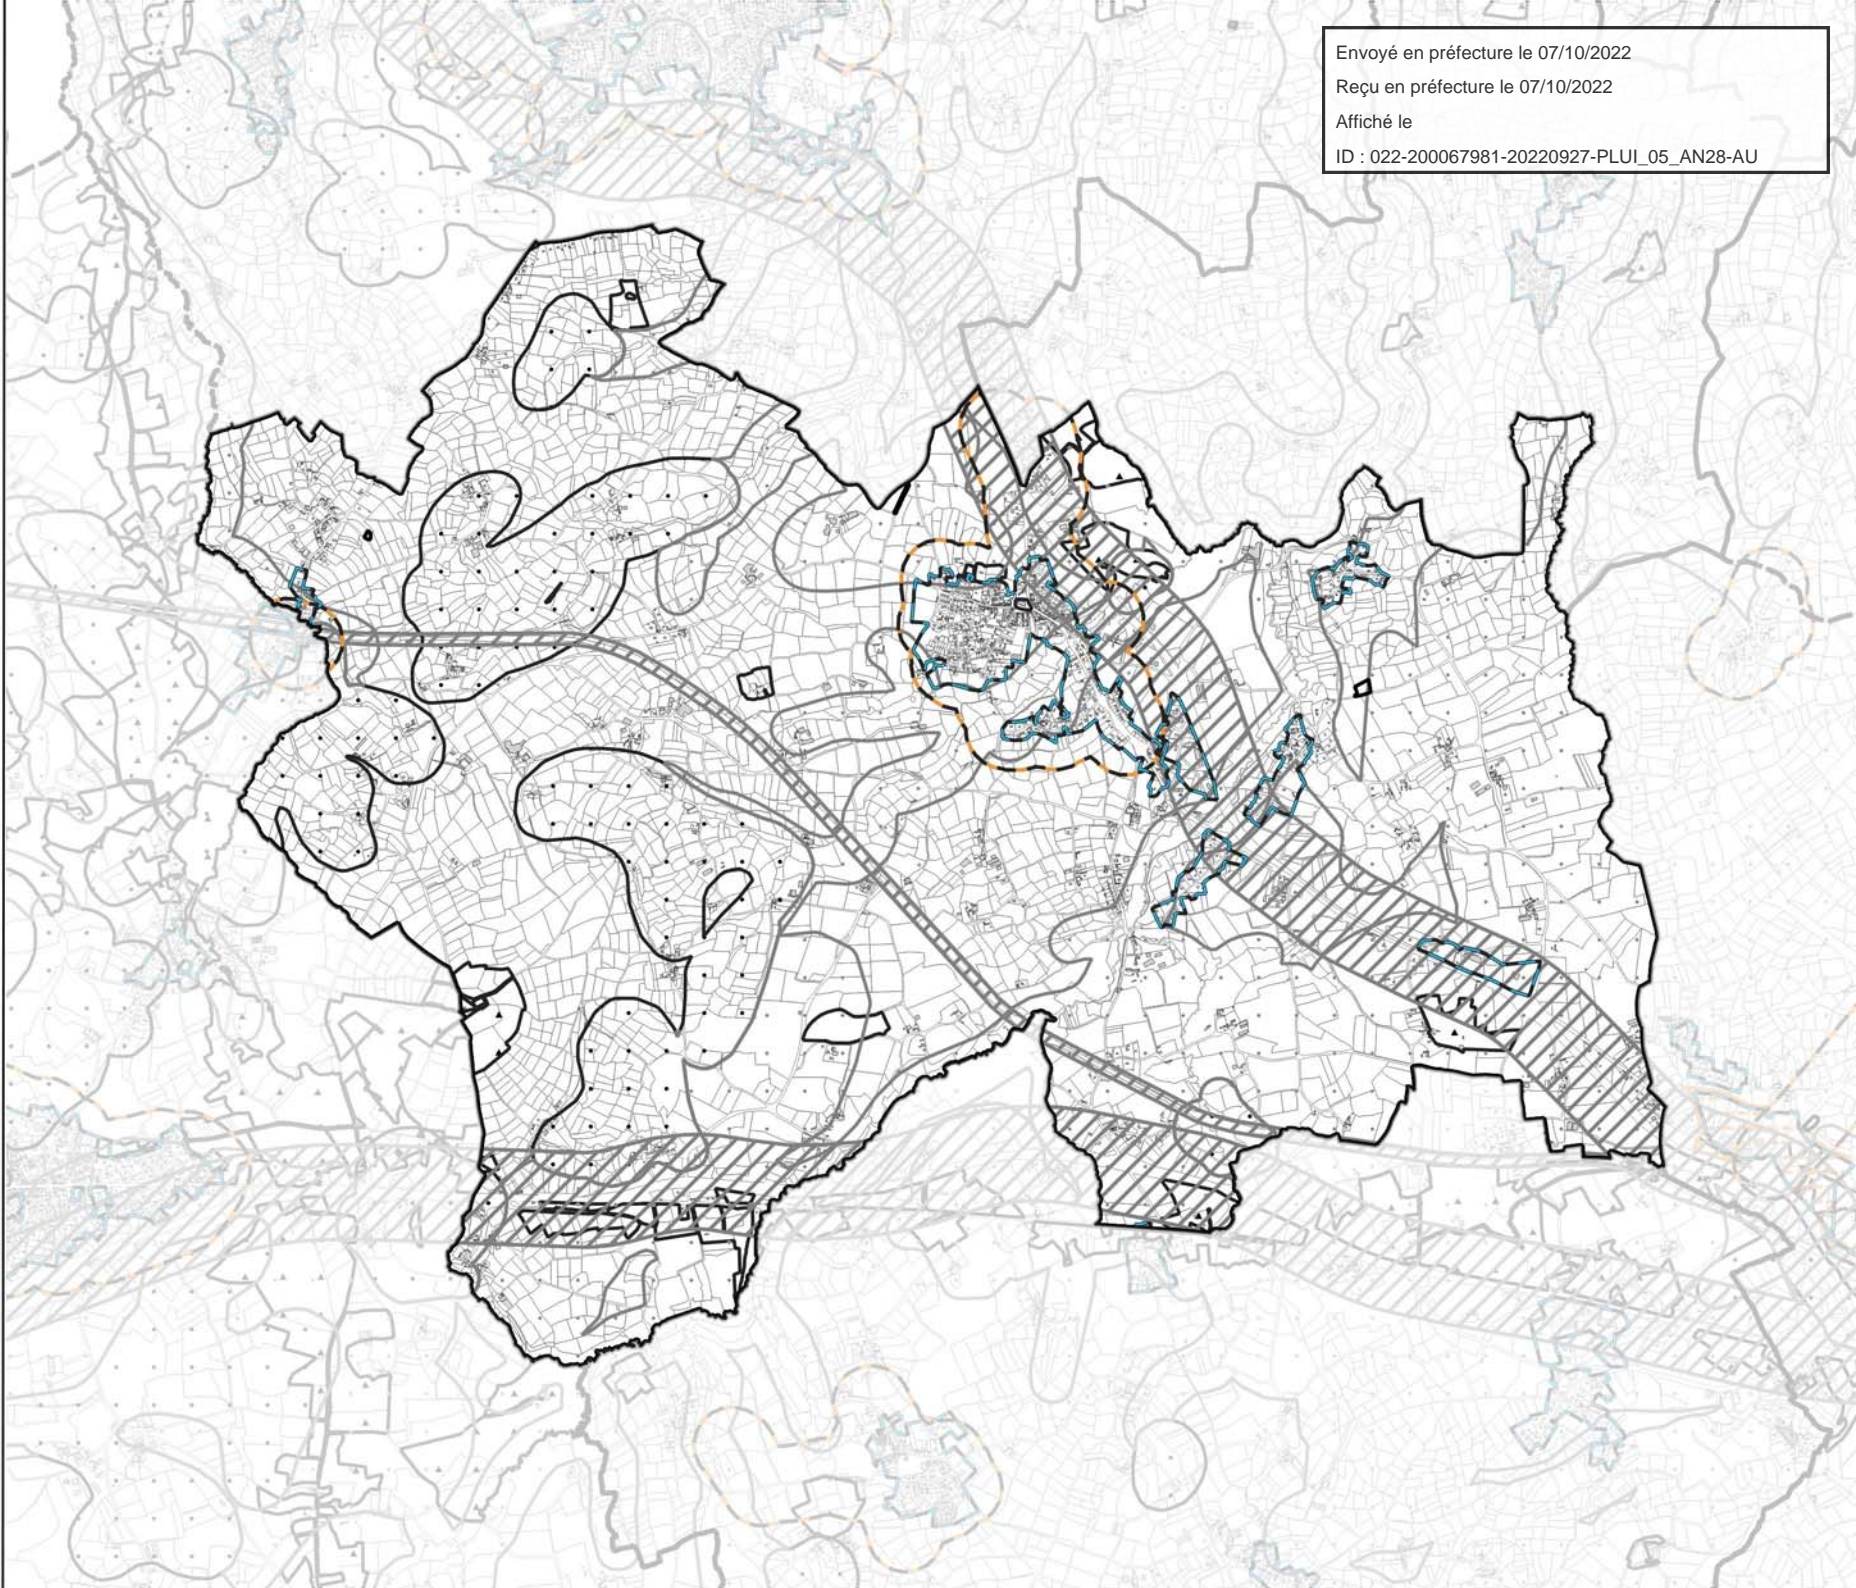 Envoyé en préfecture le 07/10/2022
Reçu en préfecture le 07/10/2022
Affiché le
ID : 022-200067981-20220927-PLUI_05_AN28-AU